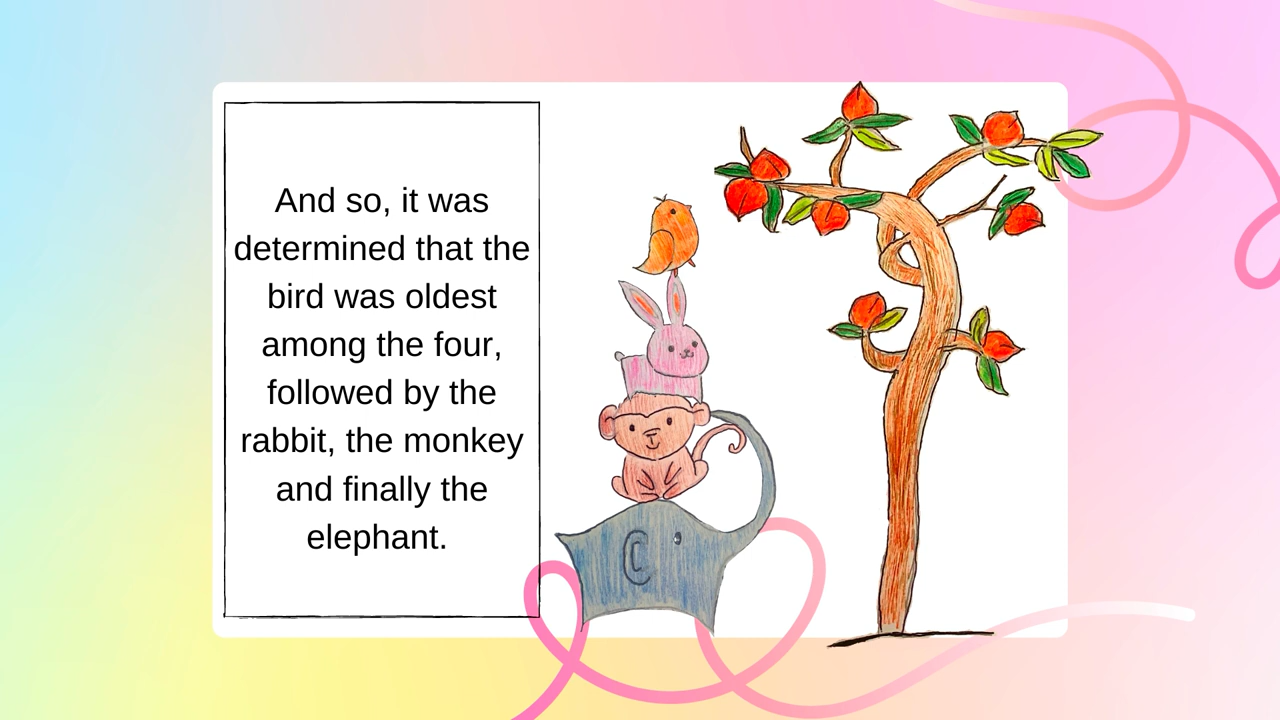 And so, it was
determined that the
bird was oldest
among the four,
followed by the
rabbit, the monkey
and finally the
elephant.